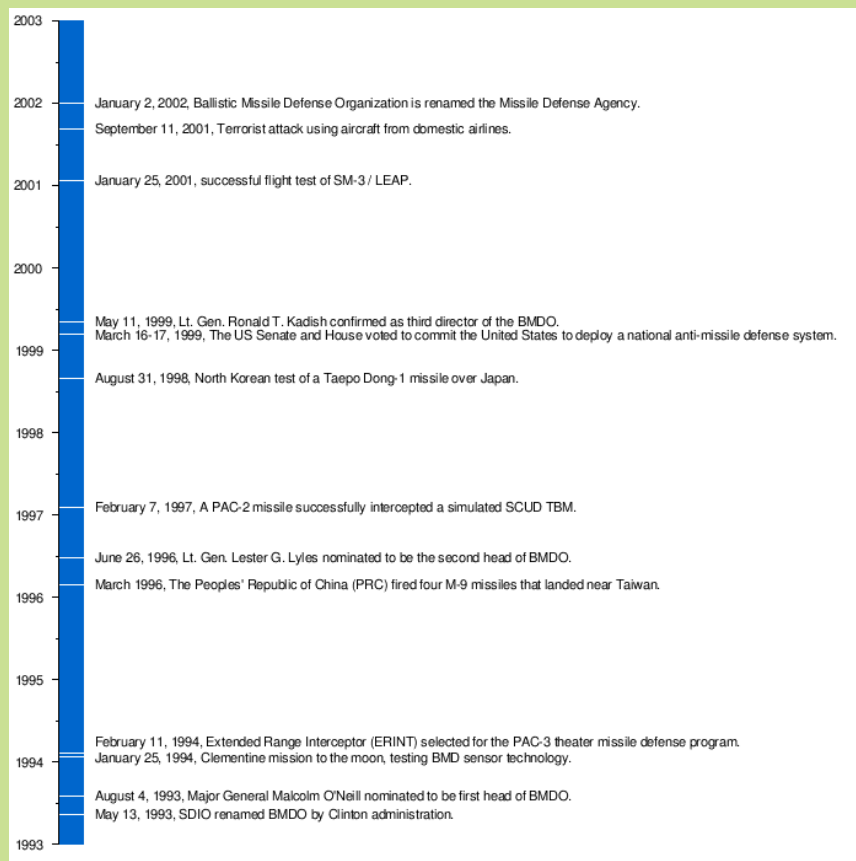 2003
2002
January 2, 2002, Ballistic Missile Defense Organization is renamed the Missile Defense Agency.
September 11, 2001, Terrorist attack using aircraft from domestic airlines.
2001
January 25, 2001, successful flight test of SM-3 / LEAP.
2000
May 11, 1999, Lt. Gen. Ronald T. Kadish confirmed as third director of the BMDO.
March 16-17, 1999, The US Senate and House voted to commit the United States to deploy a national anti-missile defense system.
1999
August 31, 1998, North Korean test of a Taepo Dong-1 missile over Japan.
1998
February 7, 1997, A PAC-2 missile successfully intercepted a simulated SCUD TBM.
1997
June 26, 1996, Lt. Gen. Lester G. Lyles nominated to be the second head of BMDO.
March 1996, The Peoples' Republic of China (PRC) fired four M-9 missiles that landed near Taiwan.
1996
1995
February 11, 1994, Extended Range Interceptor (ERINT) selected for the PAC-3 theater missile defense program.
January 25, 1994, Clementine mission to the moon, testing BMD sensor technology.
1994
August 4, 1993, Major General Malcolm O'Neill nominated to be first head of BMDO.
May 13, 1993, SDIO renamed BMDO by Clinton administration.
1993